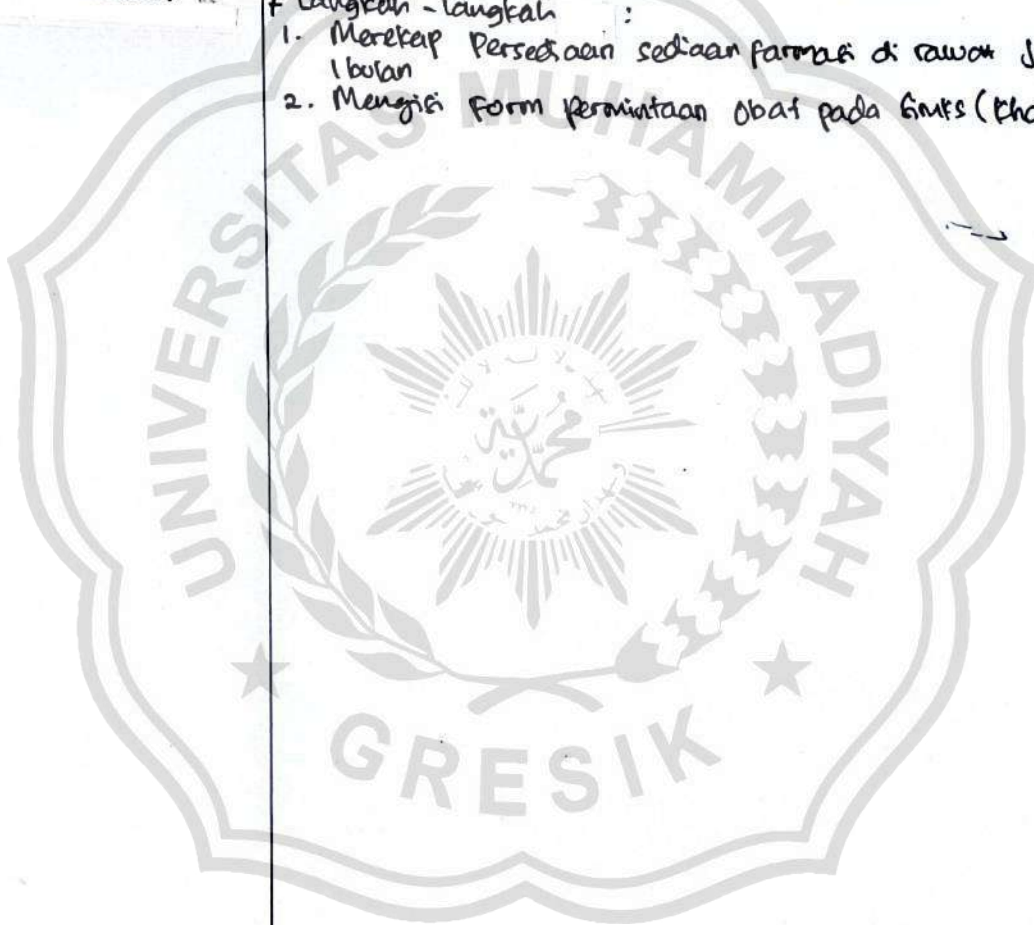 + Langkah-langkah :
1. Merekap Persediaan sediaan farmasi di rawat
1 bulan
2. Mengisi Form permintaan obat pada
UNIVERSITAS MUHAMMADIYAH
GRESIK